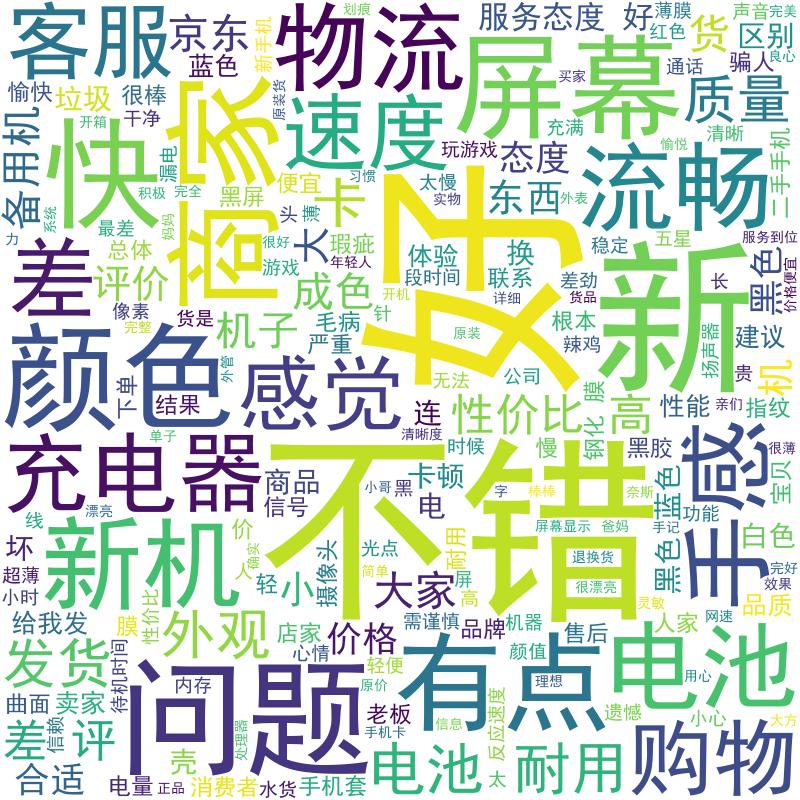 客服
京东
蓝色
物流
新手机
划痕
服务态度
好
薄膜
红色
货
声音
完美
区别
良心
屏幕
买家
通话
骗人
质量
愉快
垃圾
很棒
干净
开箱
快
备用机
系统
力
漏电
积极
完全
妈妈
商家
原装货
速度
便宜
黑屏
头
薄
很好
游戏
大
瑕疵
年轻人
习惯
卡
玩游戏
充满
态度
太慢
实物
东西
外表
流畅
清晰
愉悦
二手手机
服务到位
好
体验
段时间
换
联系
详细
稳定
差劲
货品
五星
新
长
黑色
价格便宜
差
最差
总体
评价
像素
完整
货是
成色
机子
毛病
严重
针
开机
原装
根本
辣鸡
扬声器
建议
贵
机
颜色
外管
下单
结果
感觉
无法
公司
连
清晰度
性价比
高
钢化
膜
性能
黑胶
指纹
亲们
很薄
充电器
单子
商品
信号
小哥
黑
电
卡顿
时候
慢
不错
字
棒棒
奈斯
蓝色
手记
功能
手感
宝贝
漂亮
线
新机
价
人
确实
坏
超薄
小时
轻
小
摄像头
光点
简单
耐用
屏
高
大家
屏幕显示
爸妈
退换货
很漂亮
黑色
灵敏
白色
完好
效果
品质
网速
给我发
膜
性价比
外观
店家
心情
价格
需谨慎
品牌
机器
颜值
售后
人家
发货
待机时间
曲面
卖家
信赖
问题
内存
原价
轻便
老板
手机卡
有点
信息
反应速度
理想
电池
遗憾
用心
小心
大方
差评
壳
处理器
合适
电量
正品
消费者
水货
手机套
电池
太
耐用
购物